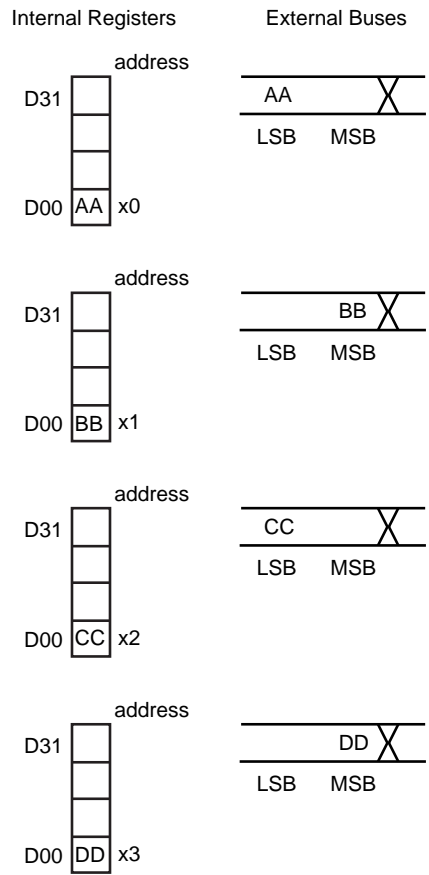 Internal Registers External Buses
address
D31 AA
LSB MSB
D00 AA x0
address
D31 BB
LSB MSB
D00 BB x1
address
D31 CC
LSB MSB
D00 CC x2
address
D31 DD
LSB MSB
D00 DD x3